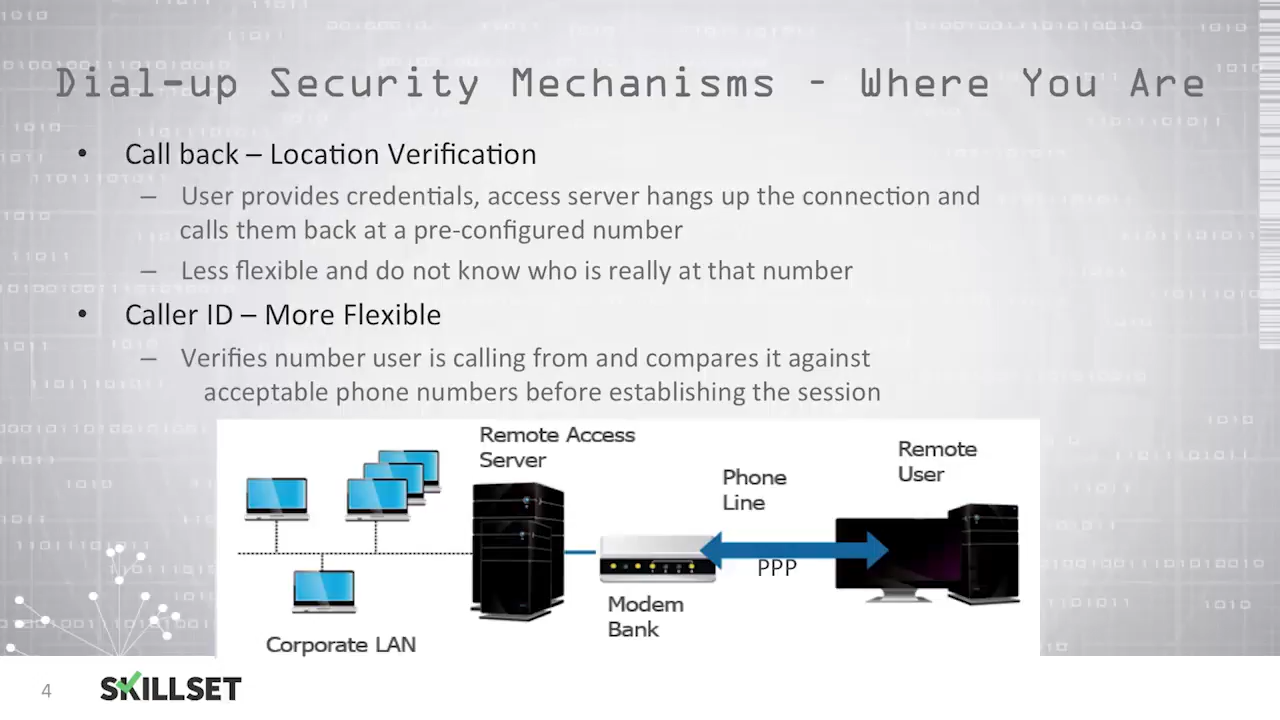 Dial-up Security Mechanisms - Where You Are
• Call back – Location Verification
– User provides credentials, access server hangs up the connection and
calls them back at a pre-configured number
– Less flexible and do not know who is really at that number
• Caller ID – More Flexible
– Verifies number user is calling from and compares it against
acceptable phone numbers before establishing the session
Remote Access
Server
Remote
User
Phone
Line
PPP
Modem
Bank
Corporate LAN
4
SKILLSET